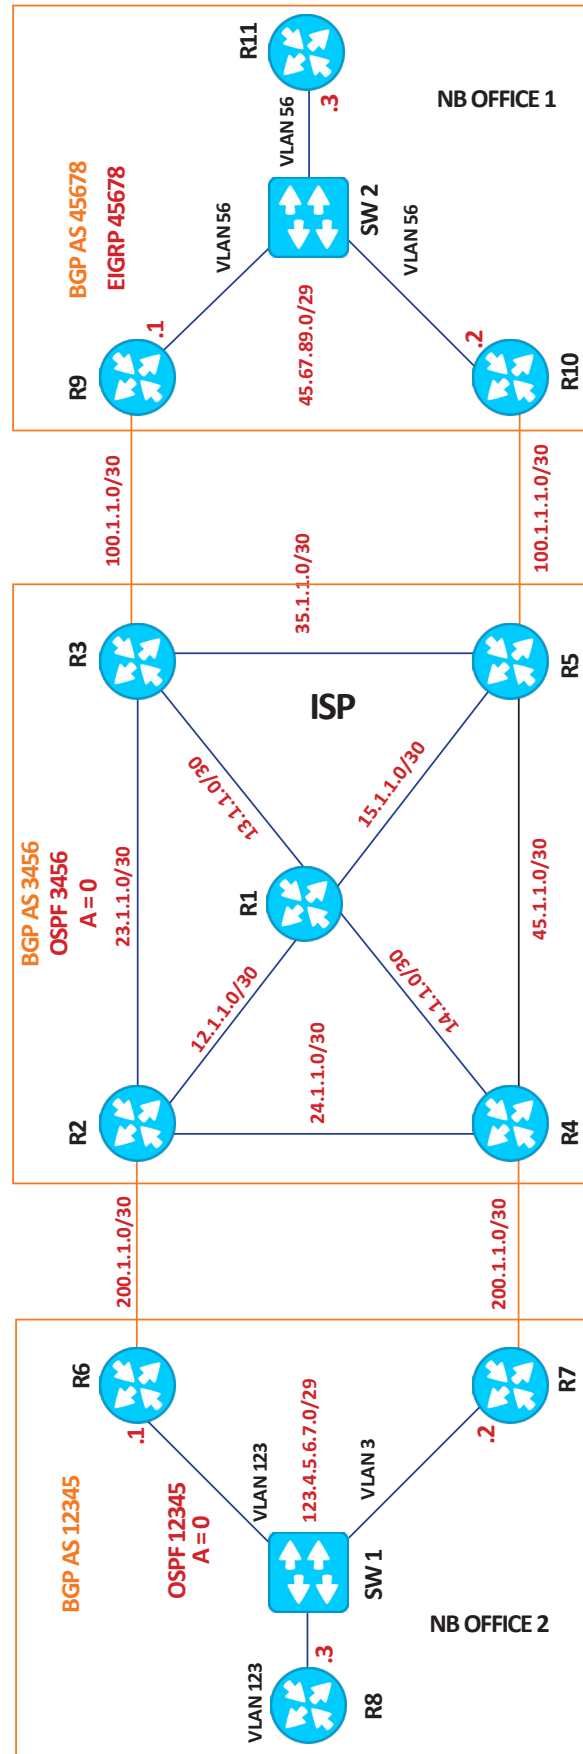 BGP AS 12345
OSPF 12345
A = 0
R6
.1
VLAN 123
VLAN 123
R8
.3
SW 1
123.4.5.6.7.0/29
VLAN 3
.2
R7
NB OFFICE 2
200.1.1.0/30
200.1.1.0/30
BGP AS 3456
OSPF 3456
A = 0
R2
23.1.1.0/30
R3
12.1.1.0/30
13.1.1.0/30
24.1.1.0/30
R1
ISP
35.1.1.0/30
14.1.1.0/30
15.1.1.0/30
R4
45.1.1.0/30
R5
100.1.1.0/30
100.1.1.1.0/30
BGP AS 45678
EIGRP 45678
R9
.1
VLAN 56
45.67.89.0/29
SW 2
VLAN 56
.3
R11
VLAN 56
.2
R10
NB OFFICE 1